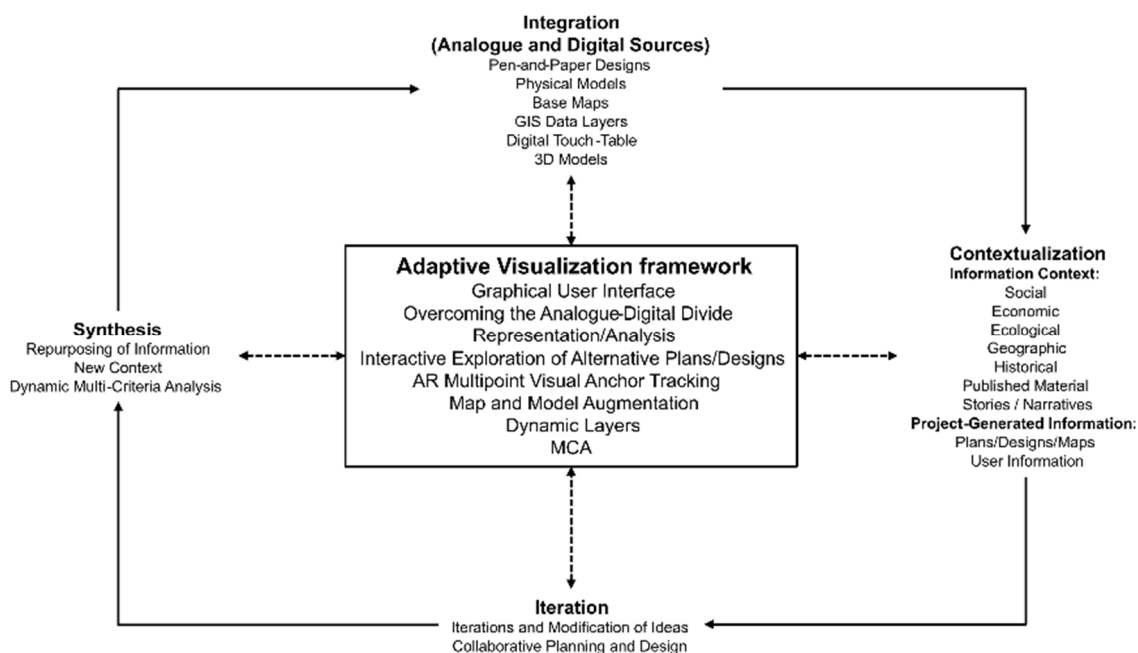 Integration
(Analogue and Digital Sources)
Pen-and-Paper Designs
Physical Models
Base Maps
GIS Data Layers
Digital Touch-Table
3D Models
Adaptive Visualization framework
Graphical User Interface
Overcoming the Analogue-Digital Divide
Representation/Analysis
Interactive Exploration of Alternative Plans/Designs
AR Multipoint Visual Anchor Tracking
Map and Model Augmentation
Dynamic Layers
MCA
Contextualization
Information Context:
Social
Economic
Ecological
Geographic
Historical
Published Material
Stories / Narratives
Project-Generated Information:
Plans/Designs/Maps
User Information
Iteration
Iterations and Modification of Ideas
Collaborative Planning and Design
Synthesis
Repurposing of Information
New Context
Dynamic Multi-Criteria Analysis